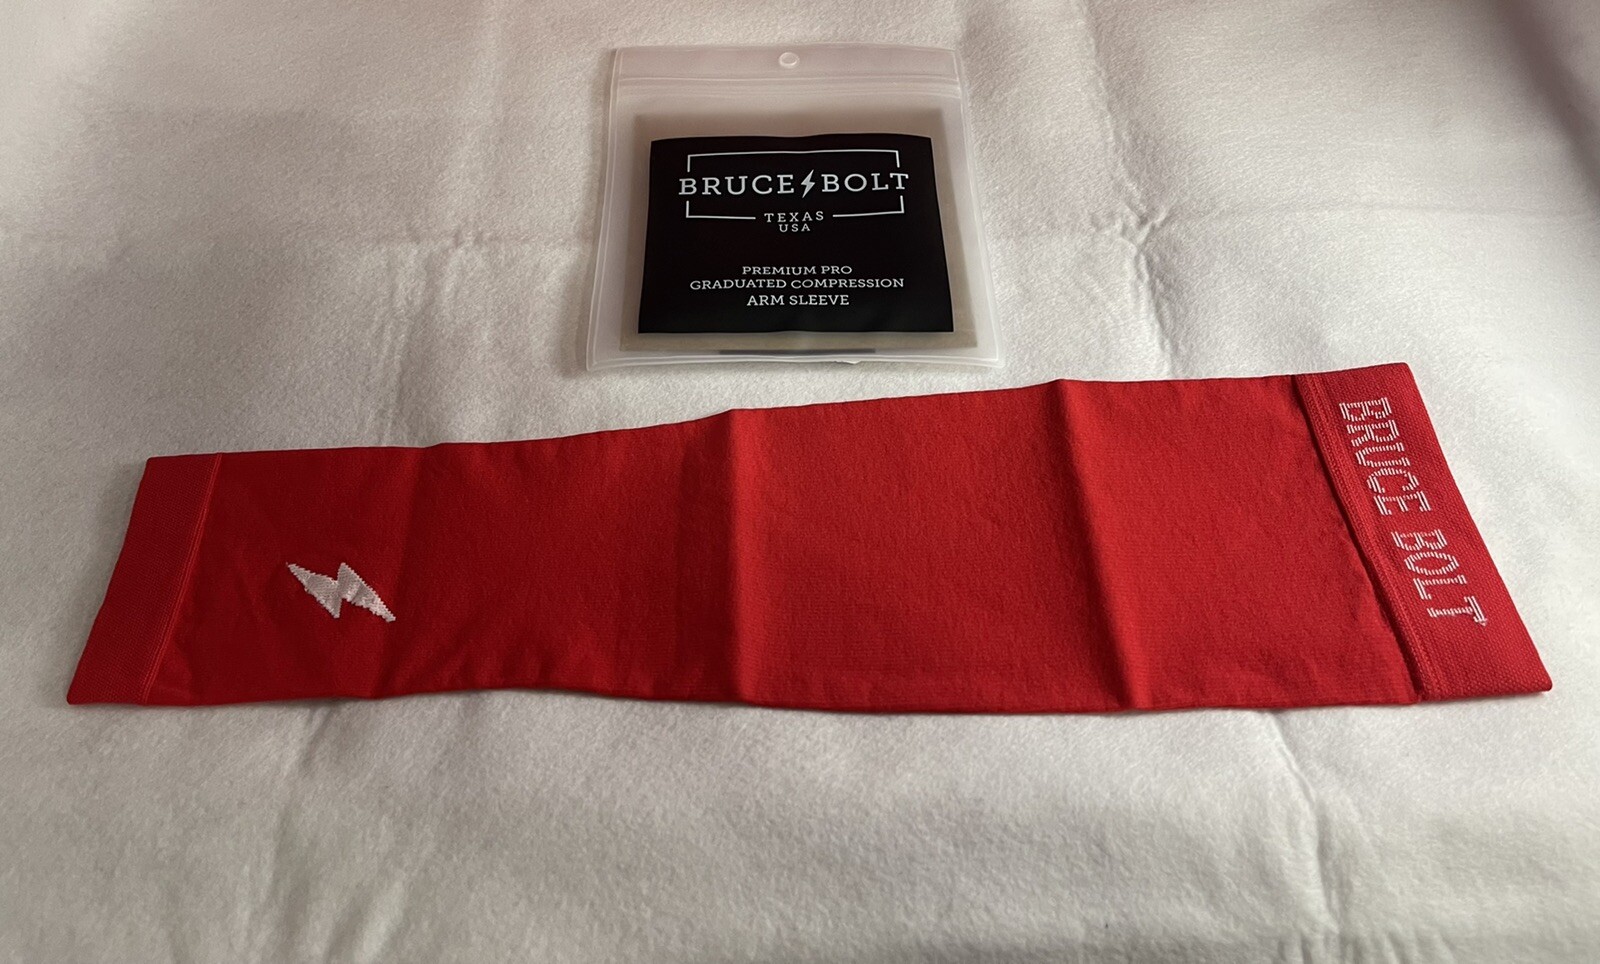 BRUCE BOLT
TEXAS
USA
PREMIUM PRO
GRADUATED COMPRESSION
ARM SLEEVE
BRUCE BOLT